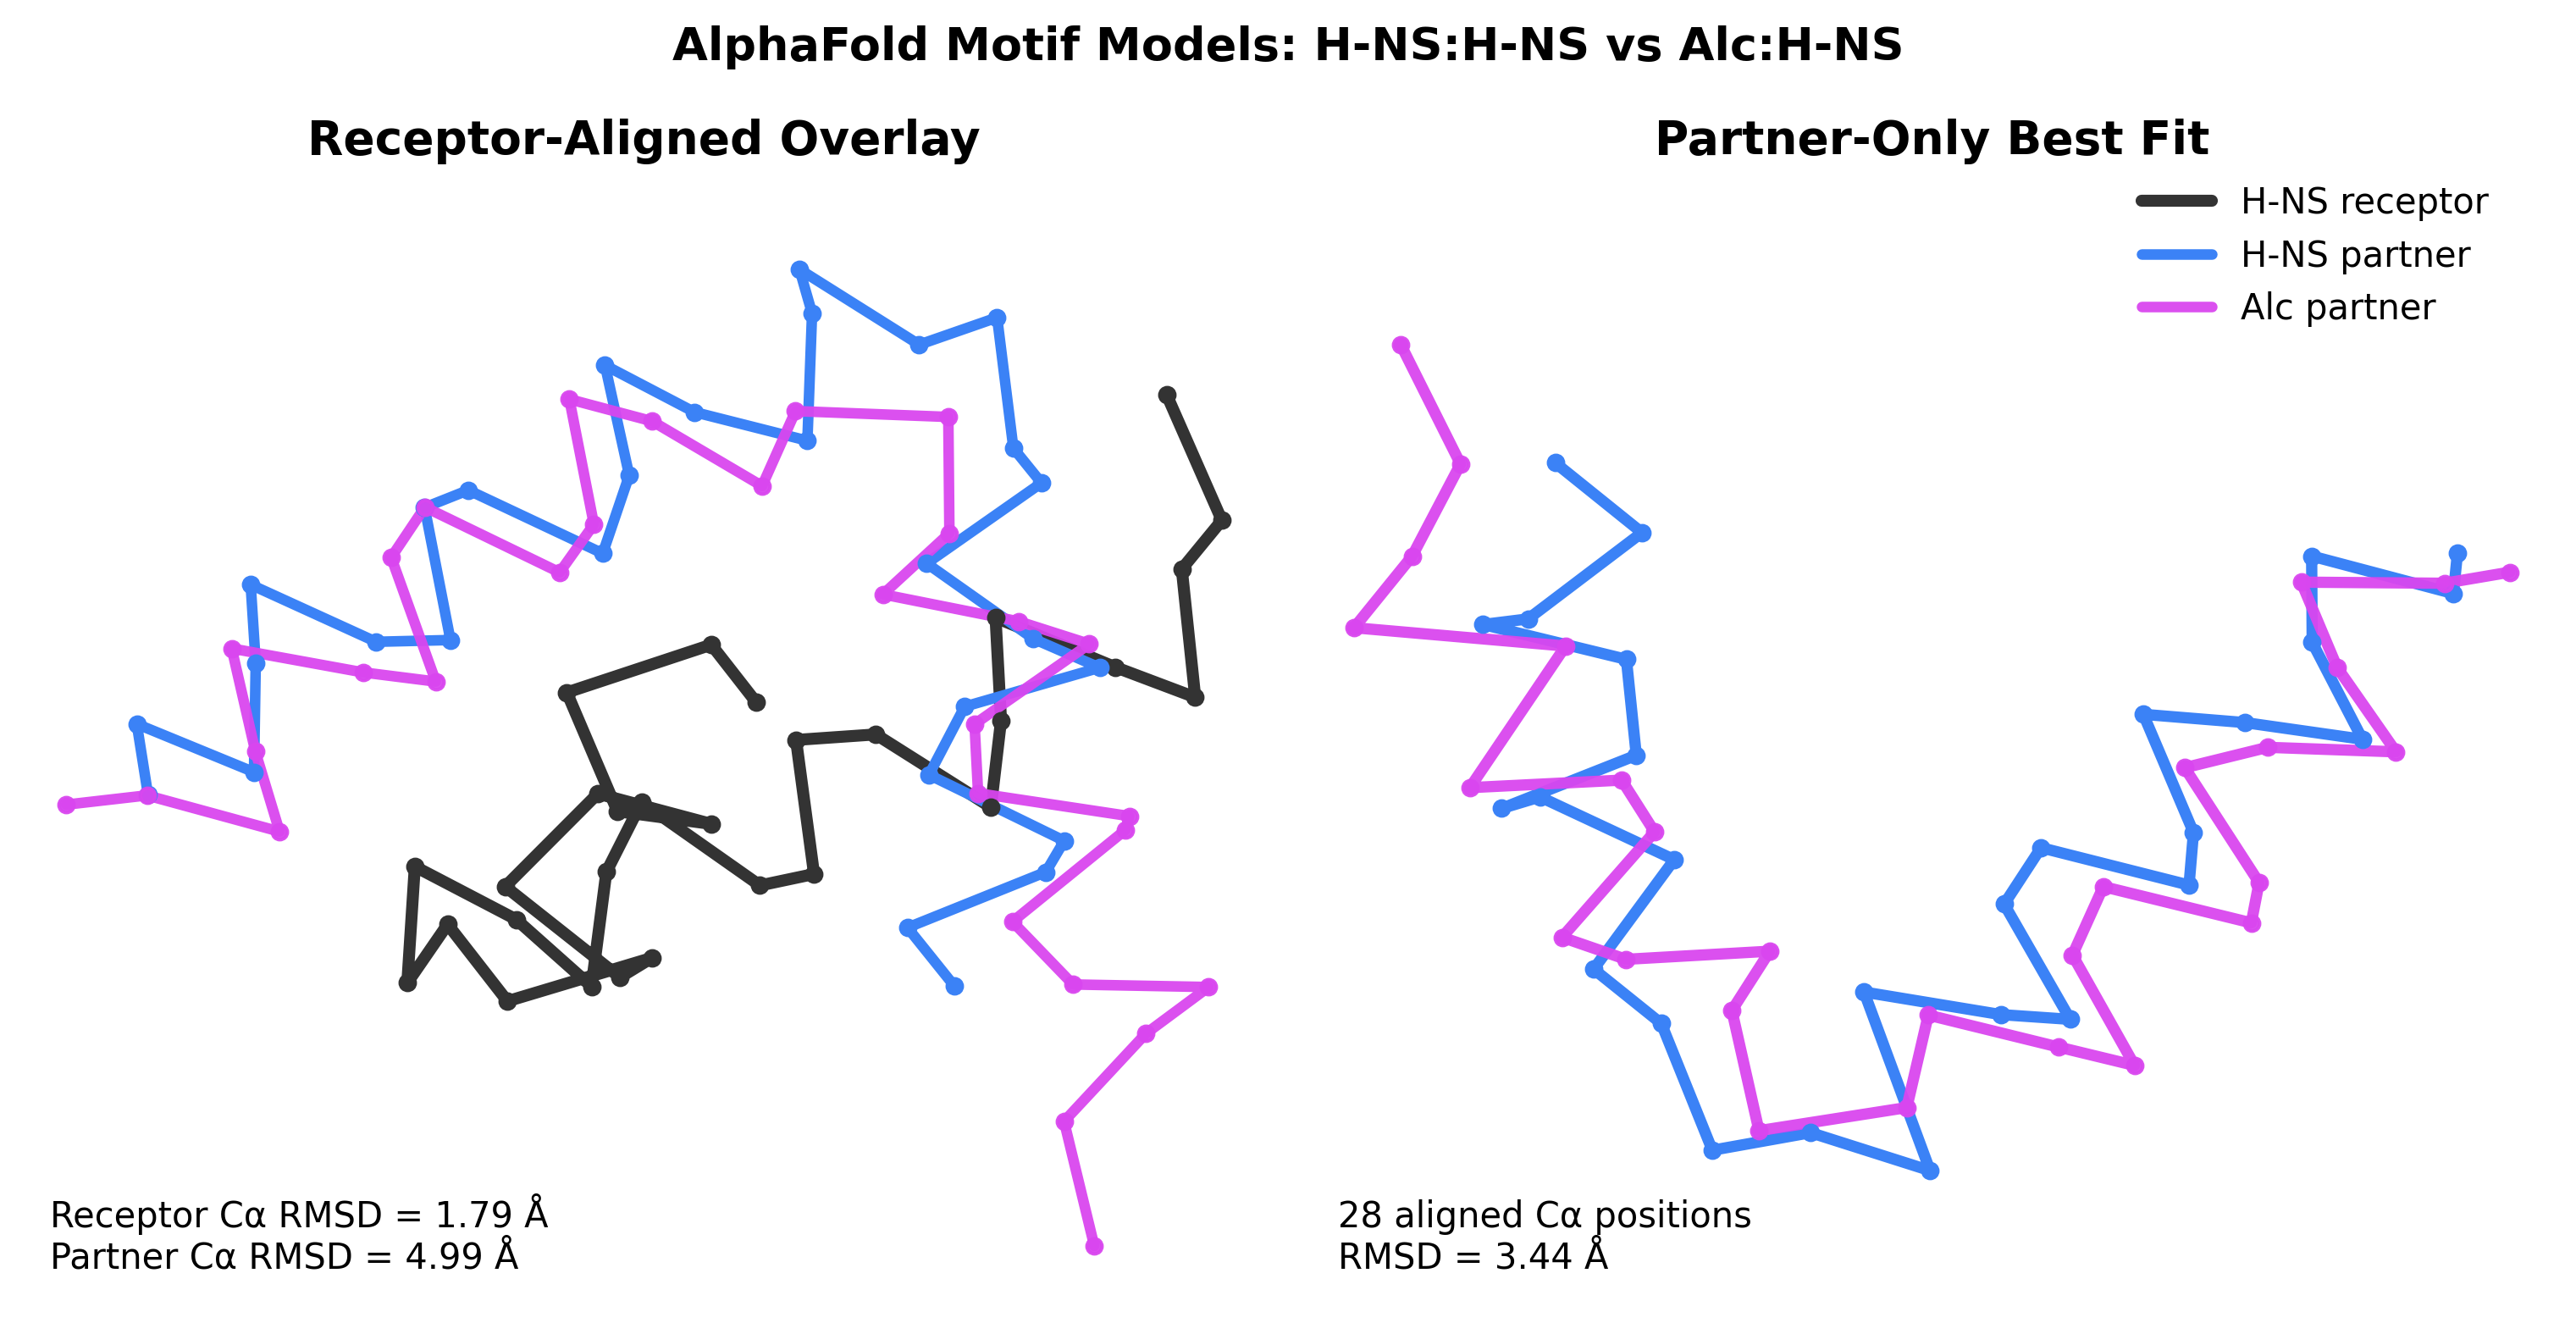 AlphaFold Motif Models: H-NS:H-NS vs Alc:H-NS
Receptor-Aligned Overlay
Partner-Only Best Fit
H-NS receptor
H-NS partner
Alc partner
Receptor Cα RMSD = 1.79 Å
Partner Cα RMSD = 4.99 Å
28 aligned Cα positions
RMSD = 3.44 Å